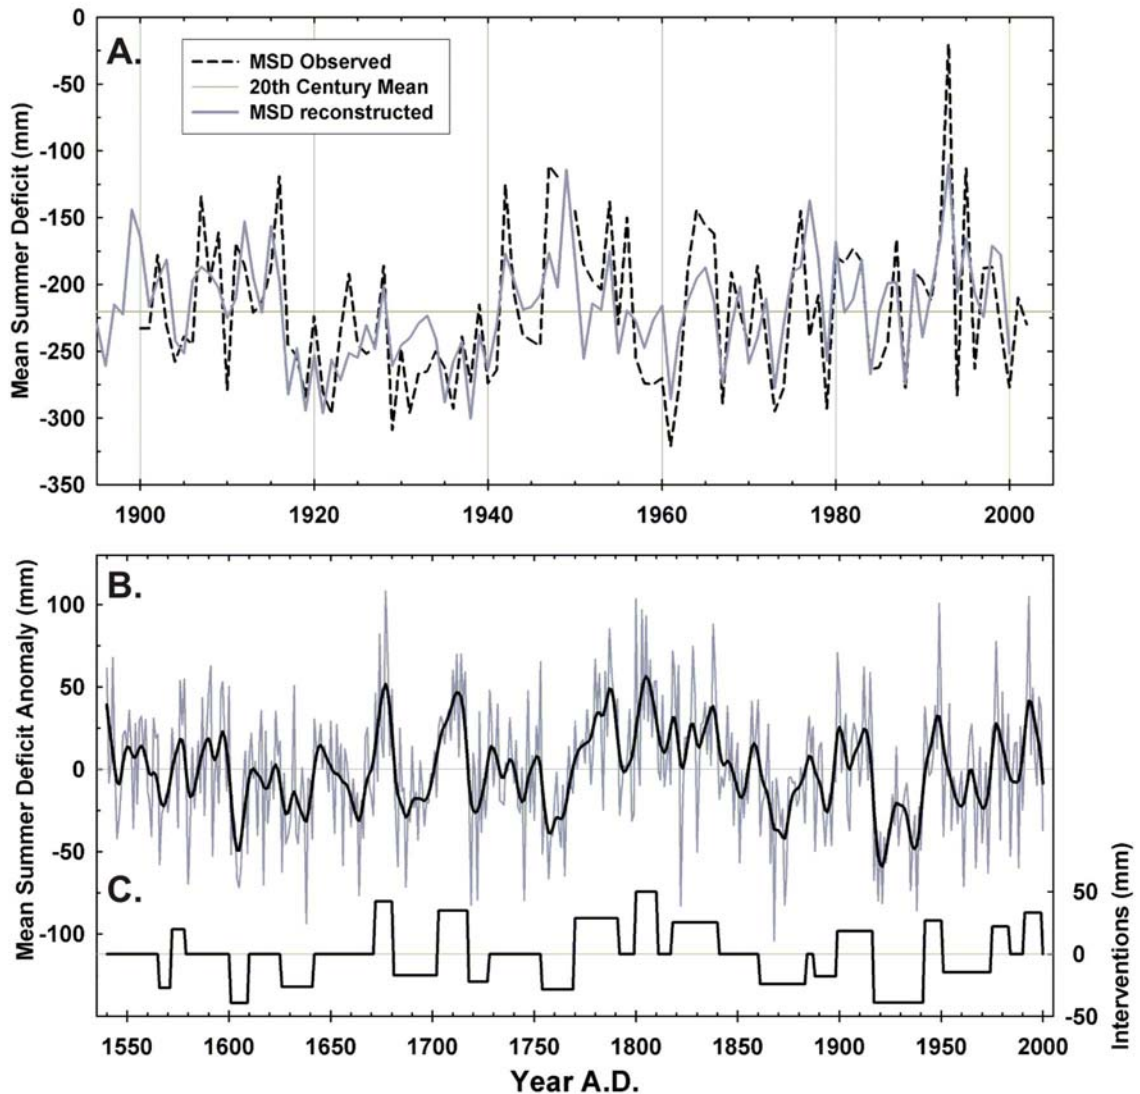 A.
MSD Observed
20th Century Mean
MSD reconstructed
Mean Summer Deficit (mm)
0
-50
-100
-150
-200
-250
-300
-350
1900 1920 1940 1960 1980 2000
B.
Mean Summer Deficit Anomaly (mm)
100
50
0
-50
-100
C.
50
0
-50
Interventions (mm)
1550 1600 1650 1700 1750 1800 1850 1900 1950 2000
Year A.D.